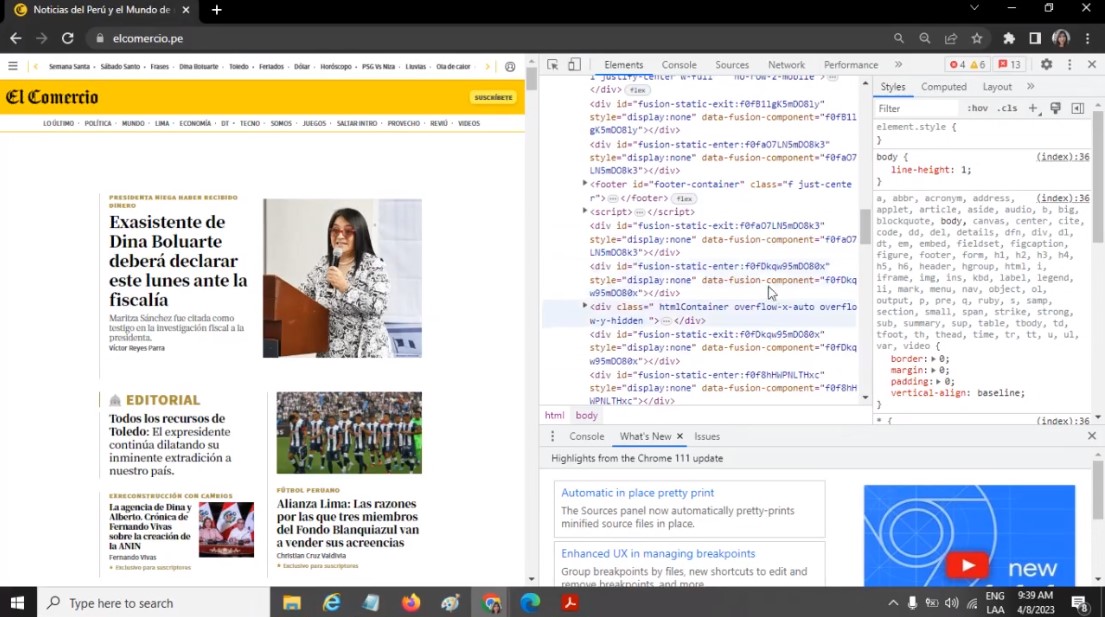 Noticias del Perú y el Mundo de
elcomercio.pe
Semana Santa
Sábado Santo
Frases
Dina Boluarte
Toledo
Feriados
Dólar
Horóscopo
PSG Vs Niza
Lluvias
Ola de calor
El Comercio
SUSCRÍBETE
LO ÚLTIMO
POLÍTICA
MUNDO
LIMA
ECONOMÍA
DT
TECNO
SOMOS
JUEGOS
SALTAR INTRO
PROVECHO
REVIÚ
VIDEOS
PRESIDENTA NIEGA HABER RECIBIDO
DINERO
Exasistente de
Dina Boluarte
deberá declarar
este lunes ante la
fiscalía
Maritza Sánchez fue citada como
testigo en la investigación fiscal a la
presidenta.
Víctor Reyes Parra
EDITORIAL
Todos los recursos de
Toledo: El expresidente
continúa dilatando su
inminente extradición a
nuestro país.
EXRECONSTRUCCIÓN CON CAMBIOS
La agencia de Dina y
Alberto. Crónica de
Fernando Vivas
sobre la creación de
la ANIN
Fernando Vivas
Exclusivo para suscriptores
FÚTBOL PERUANO
Alianza Lima: Las razones
por las que tres miembros
del Fondo Blanquiazul van
a vender sus acreencias
Christian Cruz Valdivia
Exclusivo para suscriptores
Elements
Console
Sources
Network
Performance
»
4
6
13
</div> flex
<div id="fusion-static-enter:f0fBllgK5mDO8ly"
style="display:none" data-fusion-component="f0fBll
gK5mDO8ly"></div>
<div id="fusion-static-enter:f0faO7LN5mDO8k3"
style="display:none" data-fusion-component="f0faO7
LN5mDO8k3"></div>
<footer id="footer-container" class="f just-cente
r">…</footer> flex
<script>…</script>
<div id="fusion-static-exit:f0faO7LN5mDO8k3"
style="display:none" data-fusion-component="f0faO7
LN5mDO8k3"></div>
<div id="fusion-static-enter:f0fDkqw95mDO80x"
style="display:none" data-fusion-component="f0fDkq
w95mDO80x"></div>
<div class=" htmlContainer overflow-x-auto overflo
w-y-hidden ">…</div>
<div id="fusion-static-exit:f0fDkqw95mDO80x"
style="display:none" data-fusion-component="f0fDkq
w95mDO80x"></div>
<div id="fusion-static-enter:f0f8hHWPNLTHxc"
style="display:none" data-fusion-component="f0f8hH
WPNLTHxc"></div>
html body
Styles
Computed
Layout
»
Filter
:hov .cls
element.style {
}
body { (index):36
line-height: 1;
}
a, abbr, acronym, address, (index):36
applet, article, aside, audio, b, big,
blockquote, body, canvas, center, cite,
code, dd, del, details, dfn, div, dl,
dt, em, embed, fieldset, figcaption,
figure, footer, form, h1, h2, h3, h4,
h5, h6, header, hgroup, html, i,
iframe, img, ins, kbd, label, legend,
li, mark, menu, nav, object, ol,
output, p, pre, q, ruby, s, samp,
section, small, span, strike, strong,
sub, summary, sup, table, tbody, td,
tfoot, th, thead, time, tr, tt, u, ul,
var, video {
border: 0;
margin: 0;
padding: 0;
vertical-align: baseline;
}
* { (index):36
Console
What's New
Issues
Highlights from the Chrome 111 update
Automatic in place pretty print
The Sources panel now automatically pretty-prints
minified source files in place.
Enhanced UX in managing breakpoints
Group breakpoints by files, new shortcuts to edit and
remove breakpoints, and more.
new
Type here to search
ENG
LAA
9:39 AM
4/8/2023
8